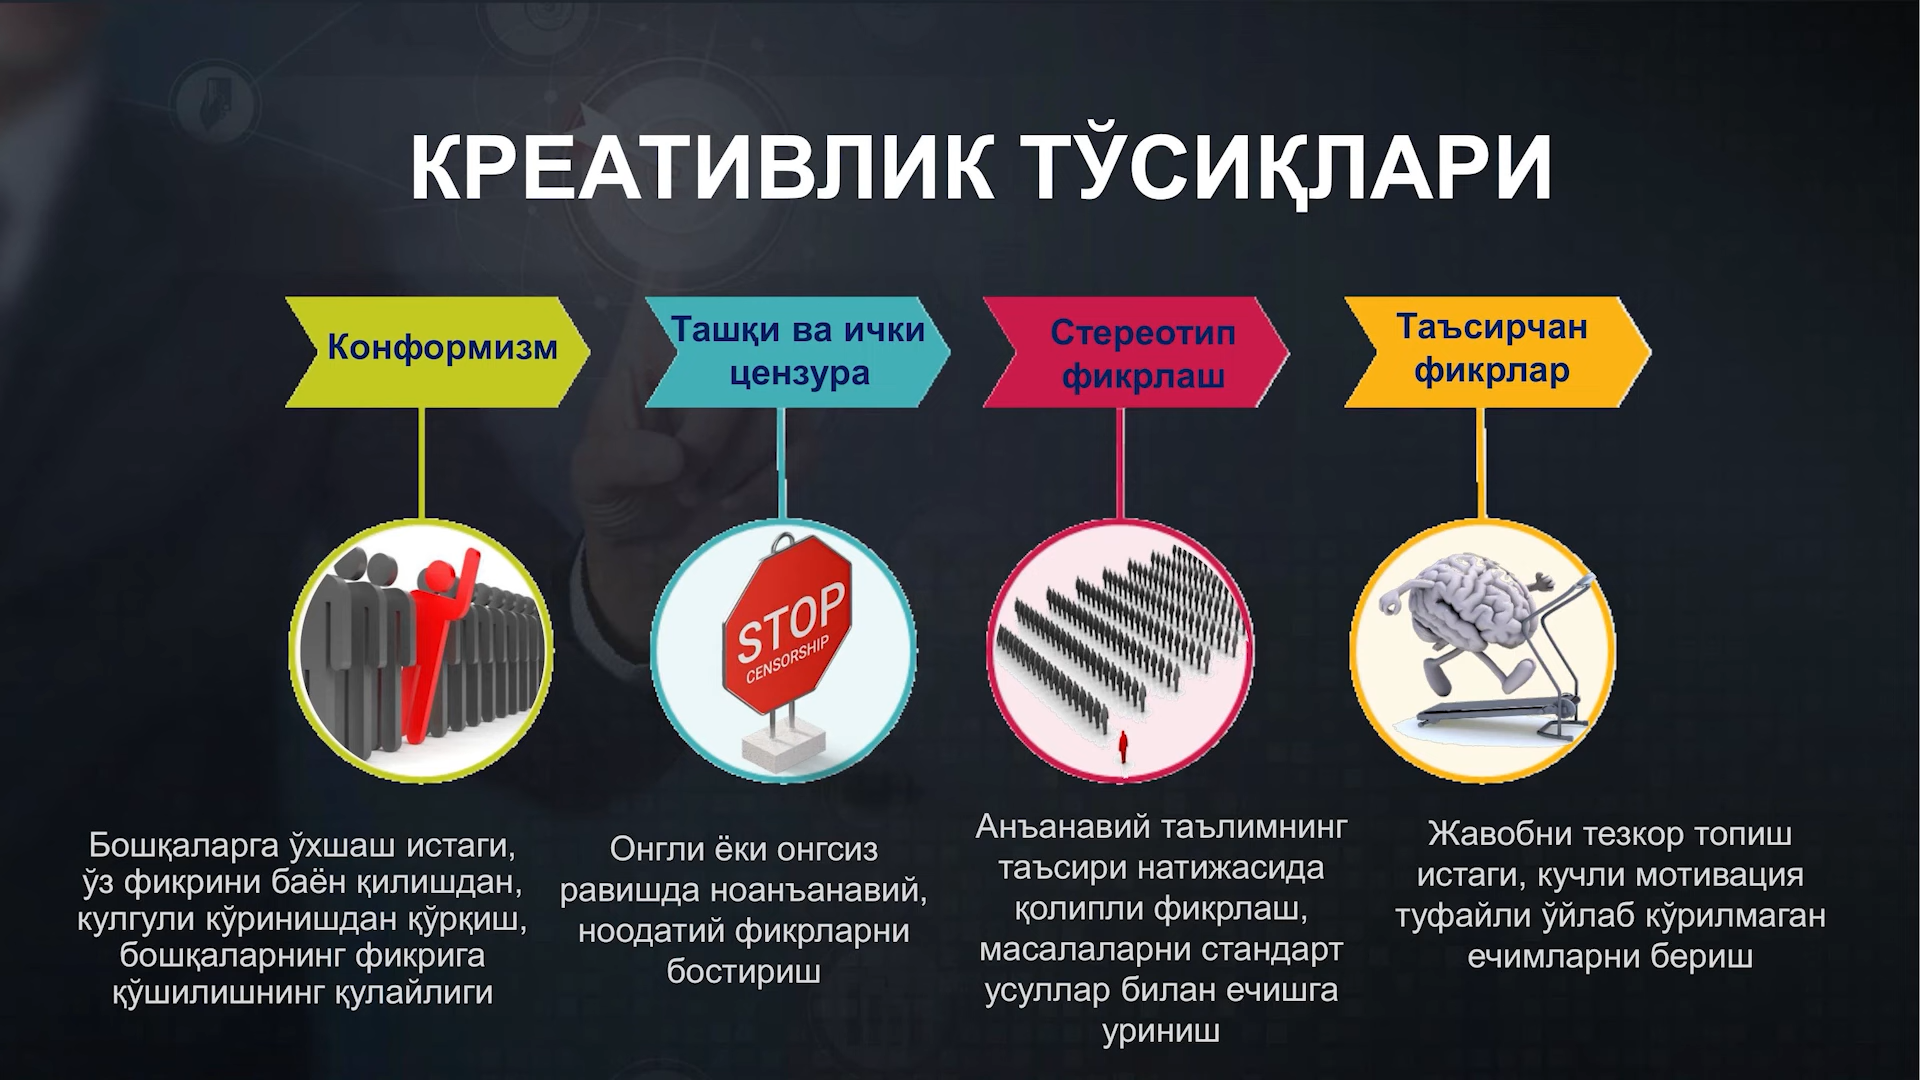 КРЕАТИВЛИК ТЎСИҚЛАРИ
Конформизм
Ташқи ва ички
цензура
Стереотип
фикрлаш
Таъсирчан
фикрлар
STOP
CENSORSHIP
Бошқаларга ўхшаш истаги,
ўз фикрини баён қилишдан,
кулгули кўринишдан қўрқиш,
бошқаларнинг фикрига
қўшилишнинг қулайлиги
Онгли ёки онгсиз
равишда ноанъанавий,
ноодатий фикрларни
бостириш
Анъанавий таълимнинг
таъсири натижасида
қолипли фикрлаш,
масалаларни стандарт
усуллар билан ечишга
уриниш
Жавобни тезкор топиш
истаги, кучли мотивация
туфайли ўйлаб кўрилмаган
ечимларни бериш